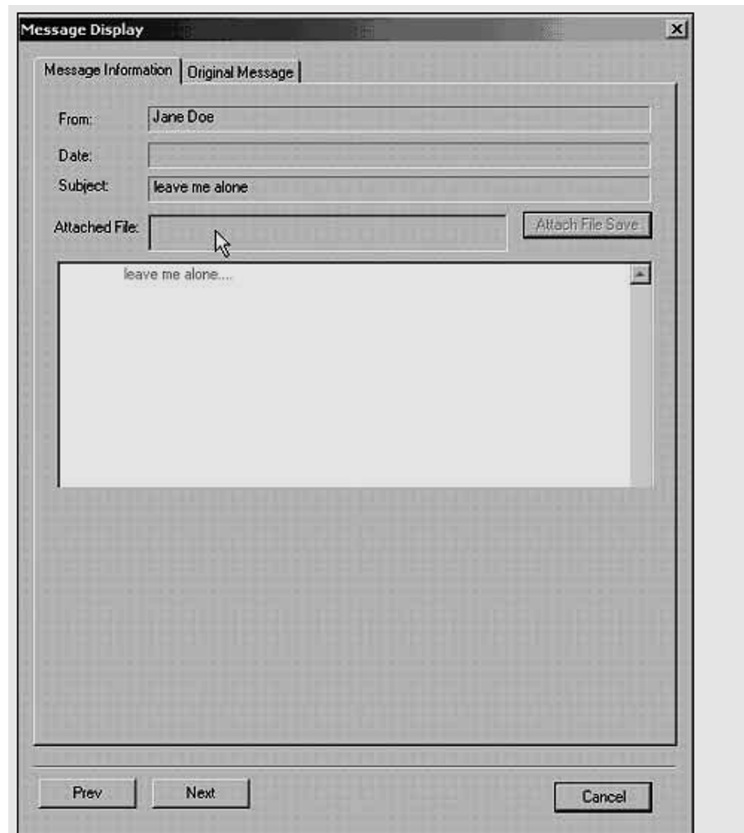 Message Display
Message Information Original Message
From: Jane Doe
Date:
Subject: leave me alone
Attached File: Attach File Save
leave me alone....
Prev Next Cancel